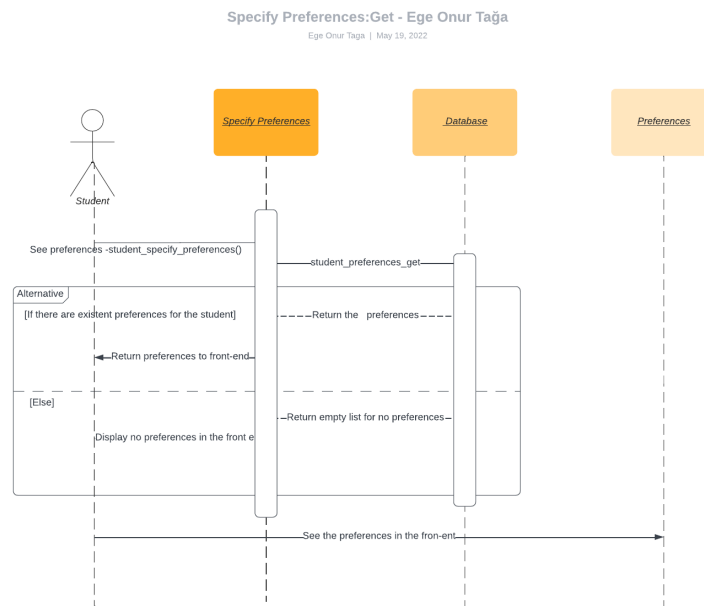 Specify Preferences:Get - Ege Onur Tağa
Ege Onur Taga | May 19, 2022
Specify Preferences
Database
Preferences
Student
See preferences -student_specify_preferences()
student_preferences_get
Alternative
[If there are existent preferences for the student]
Return the preferences
Return preferences to front-end
[Else]
Return empty list for no preferences
Display no preferences in the front e
See the preferences in the fron-ent